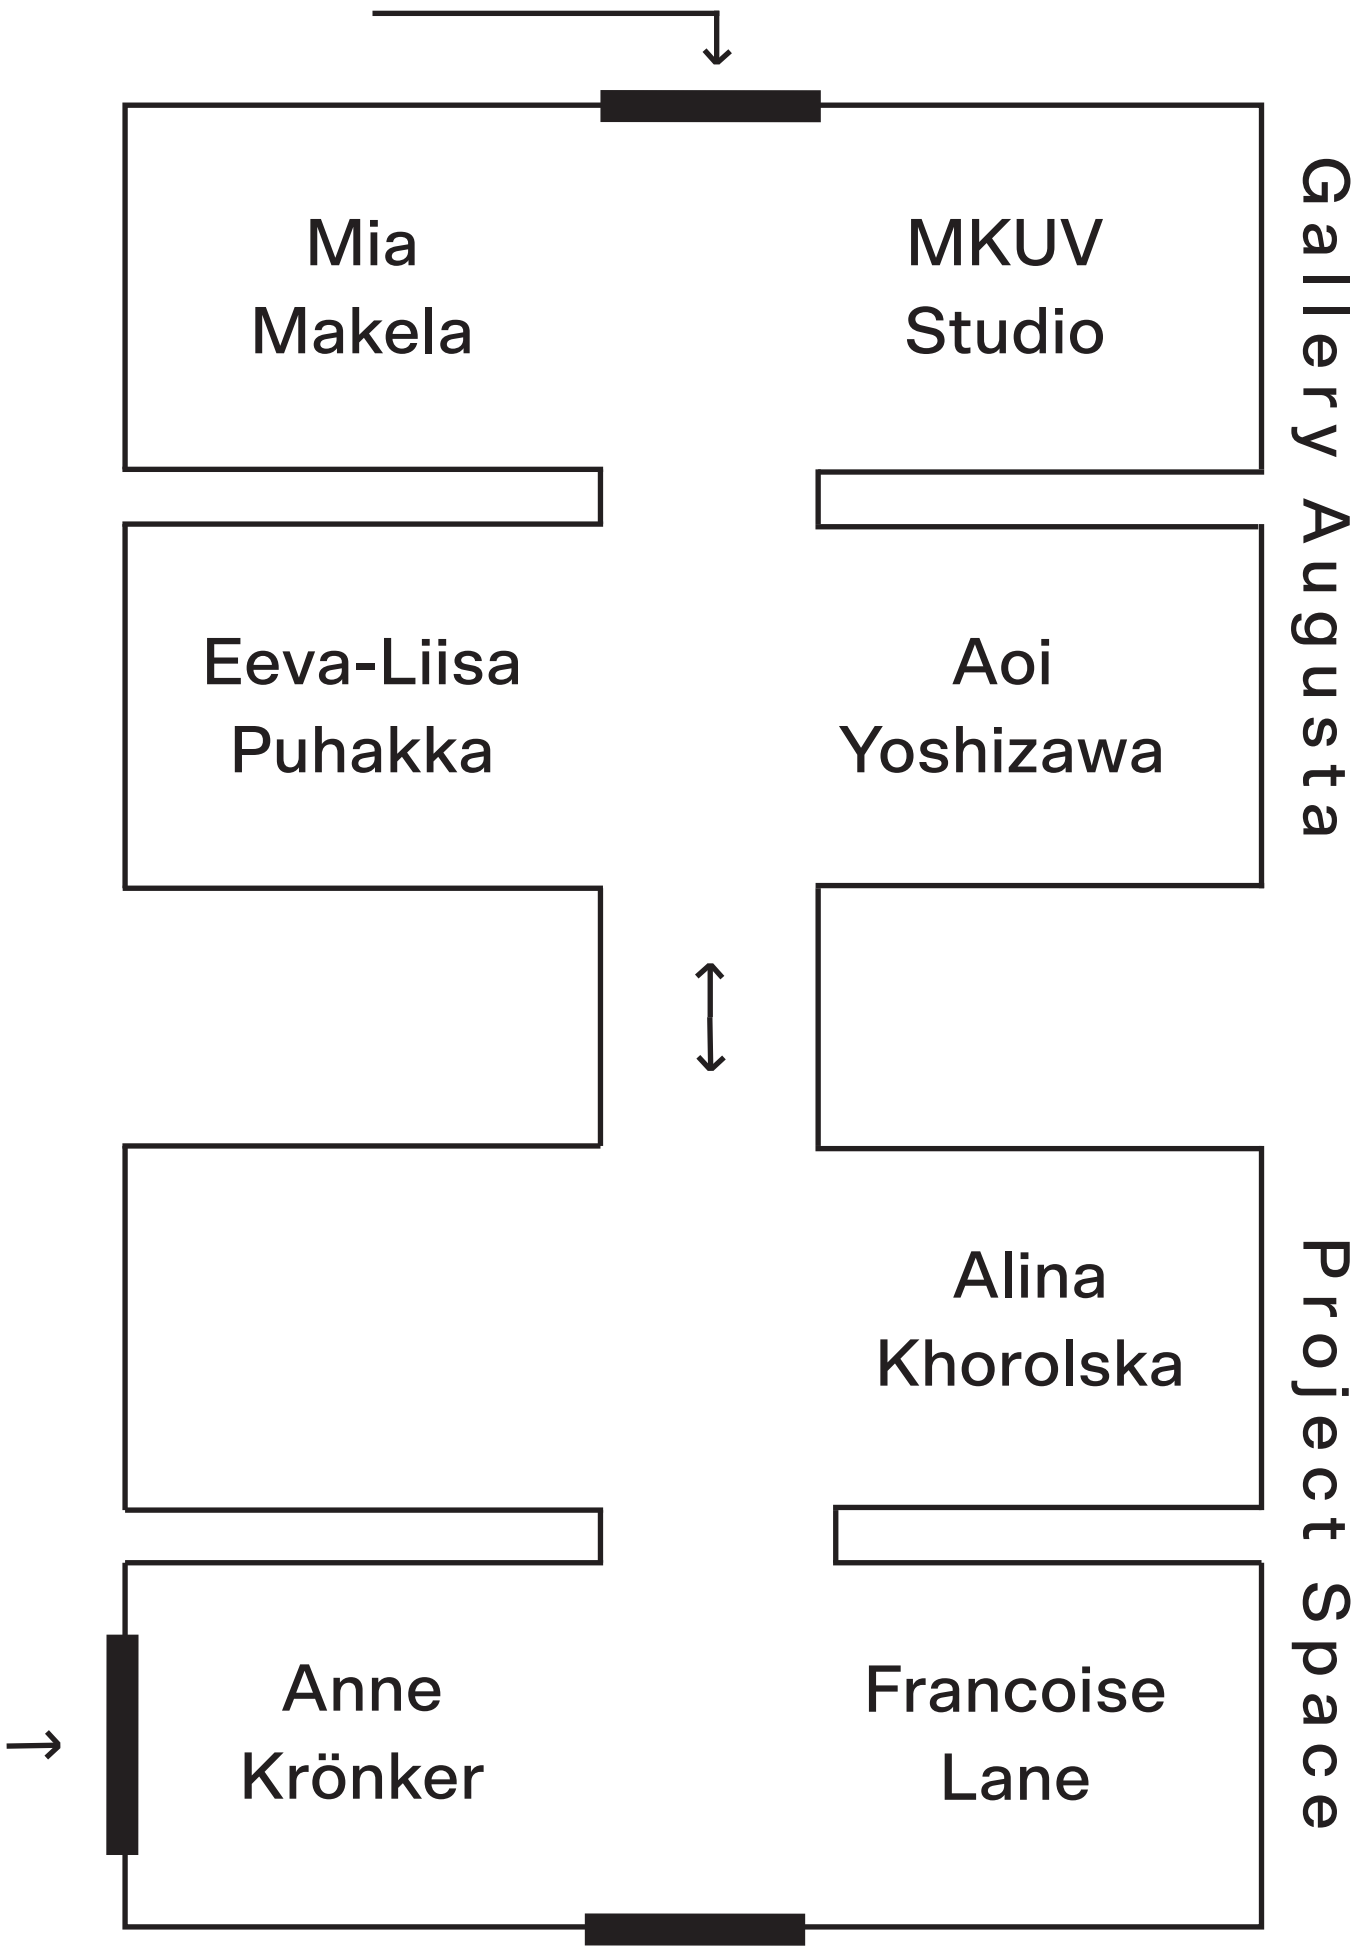 Mia
Makela
MKUV
Studio
Eeva-Liisa
Puhakka
Aoi
Yoshizawa
Gallery Augusta
Alina
Khorolska
Anne
Krönker
Francoise
Lane
Project Space